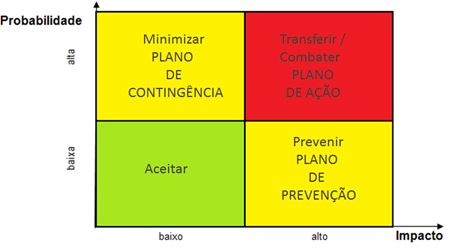 Probabilidade
alta
Minimizar
PLANO
DE
CONTINGÊNCIA
Transferir /
Combater
PLANO
DE AÇÃO
baixa
Aceitar
Prevenir
PLANO
DE
PREVENÇÃO
baixo
alto
Impacto